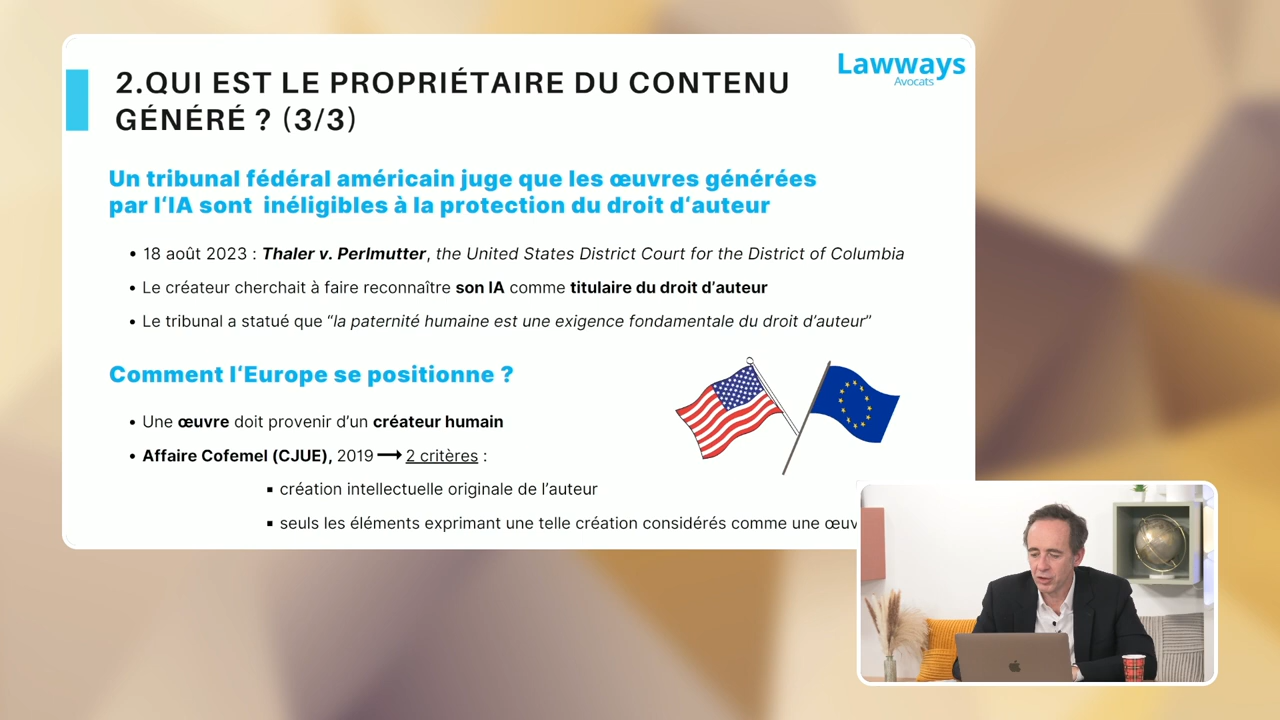 Lawways
Avocats
2.QUI EST LE PROPRIÉTAIRE DU CONTENU
GÉNÉRÉ ? (3/3)
Un tribunal fédéral américain juge que les œuvres générées
par l‘IA sont  inéligibles à la protection du droit d‘auteur
• 18 août 2023 : Thaler v. Perlmutter, the United States District Court for the District of Columbia
• Le créateur cherchait à faire reconnaître son IA comme titulaire du droit d’auteur
• Le tribunal a statué que “la paternité humaine est une exigence fondamentale du droit d’auteur”
Comment l‘Europe se positionne ?
• Une œuvre doit provenir d’un créateur humain
• Affaire Cofemel (CJUE), 2019 → 2 critères :
▪ création intellectuelle originale de l’auteur
▪ seuls les éléments exprimant une telle création considérés comme une œuv